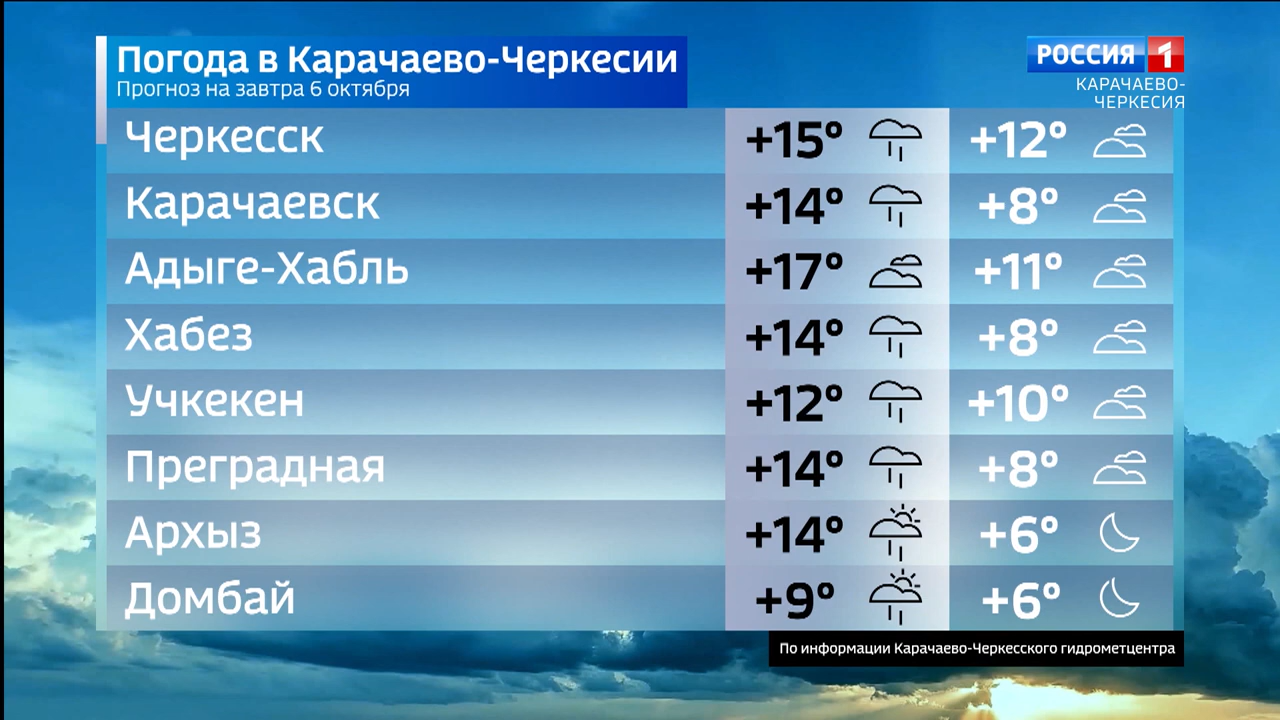 Погода в Карачаево-Черкесии
Прогноз на завтра 6 октября
РОССИЯ 1
КАРАЧАЕВО-
ЧЕРКЕСИЯ
Черкесск +15° +12°
Карачаевск +14° +8°
Адыге-Хабль +17° +11°
Хабез +14° +8°
Учкекен +12° +10°
Преградная +14° +8°
Архыз +14° +6°
Домбай +9° +6°
По информации Карачаево-Черкесского гидрометцентра